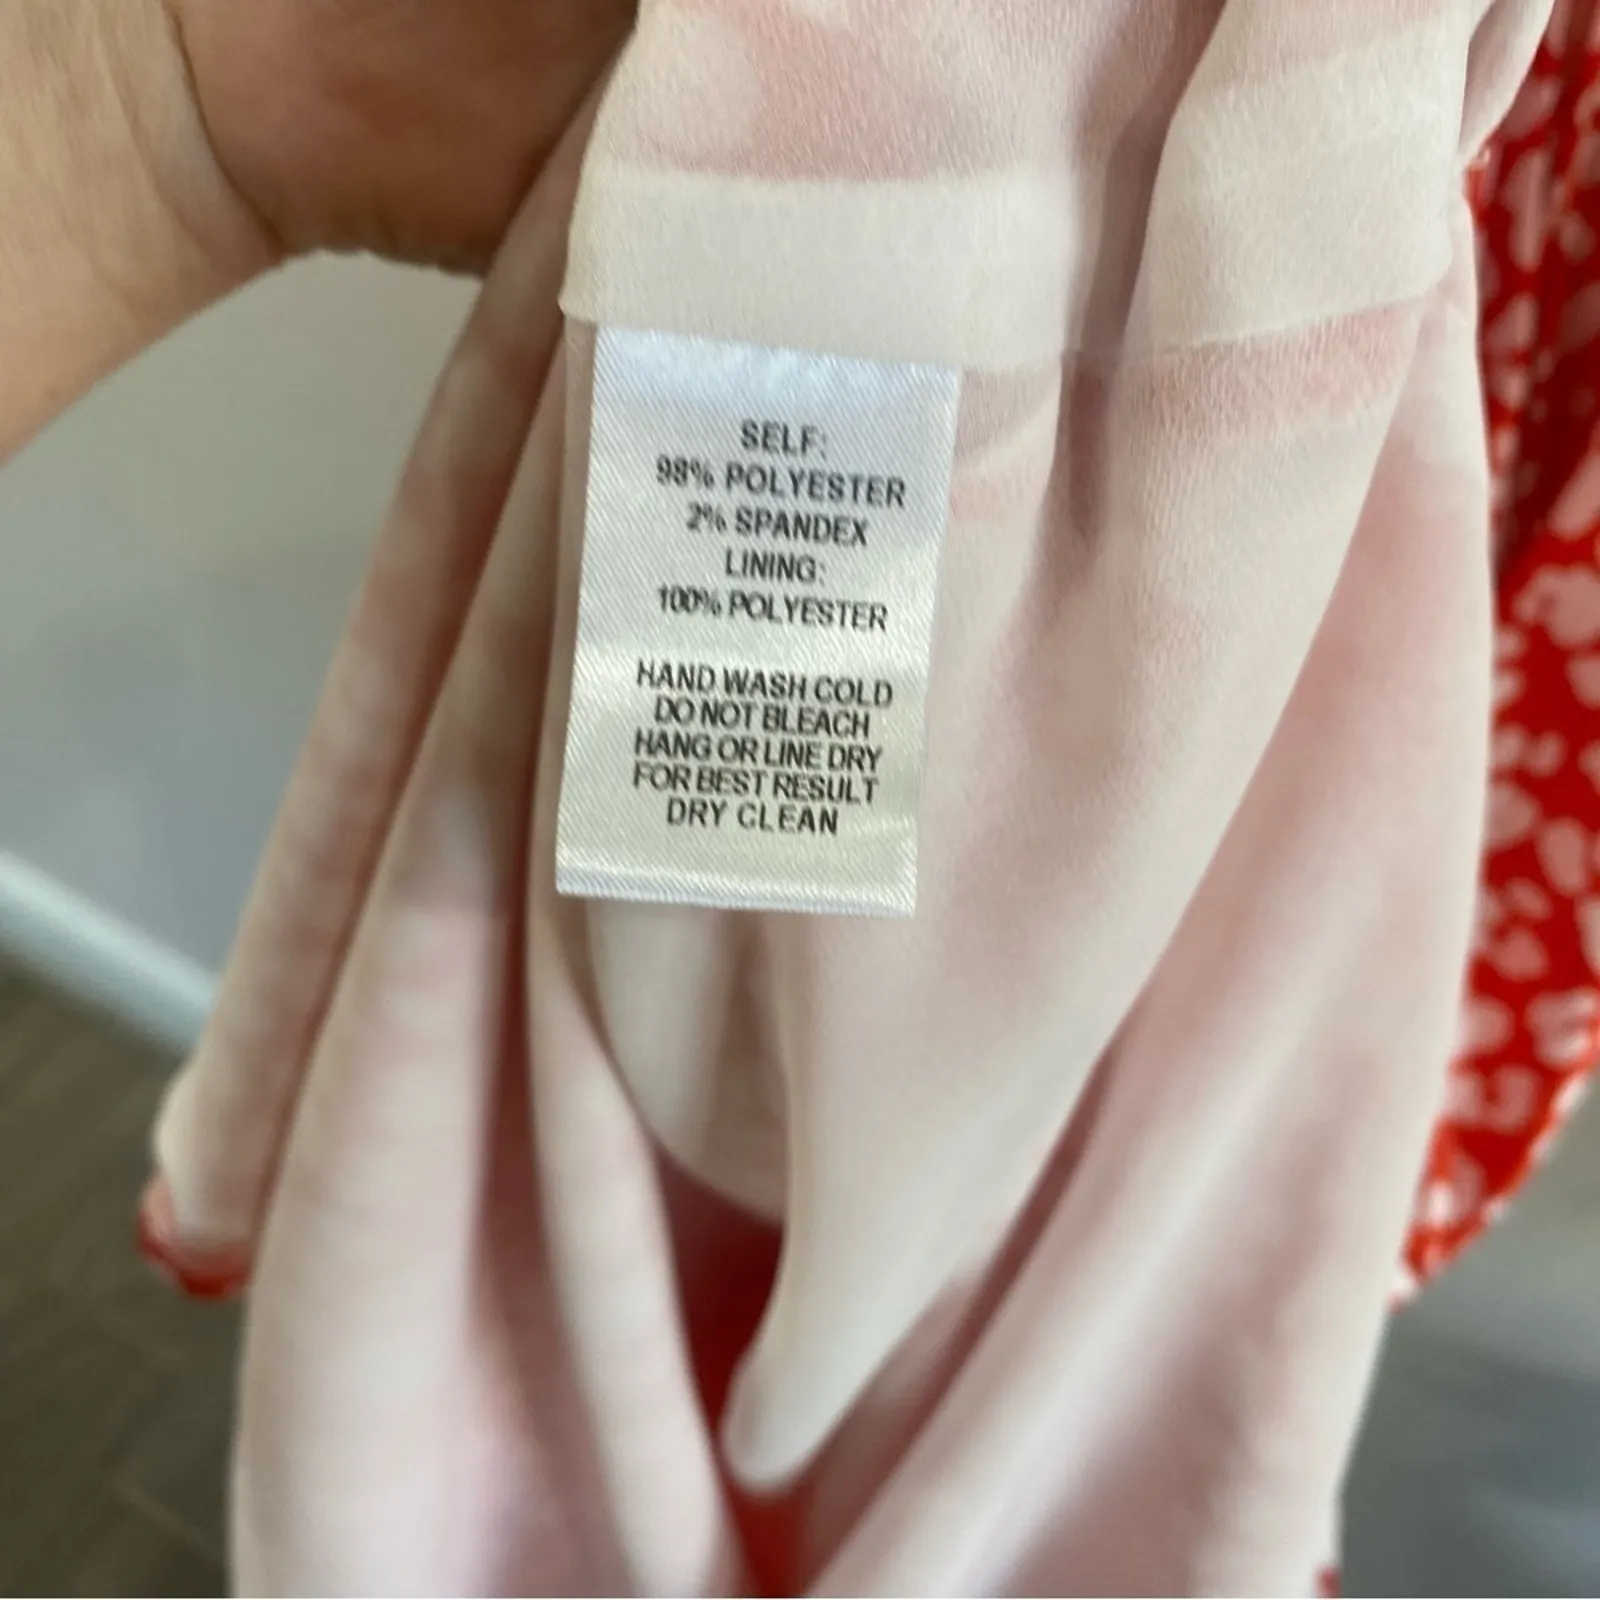 SELF:
98% POLYESTER
2% SPANDEX
LINING:
100% POLYESTER
HAND WASH COLD
DO NOT BLEACH
HANG OR LINE DRY
FOR BEST RESULT
DRY CLEAN